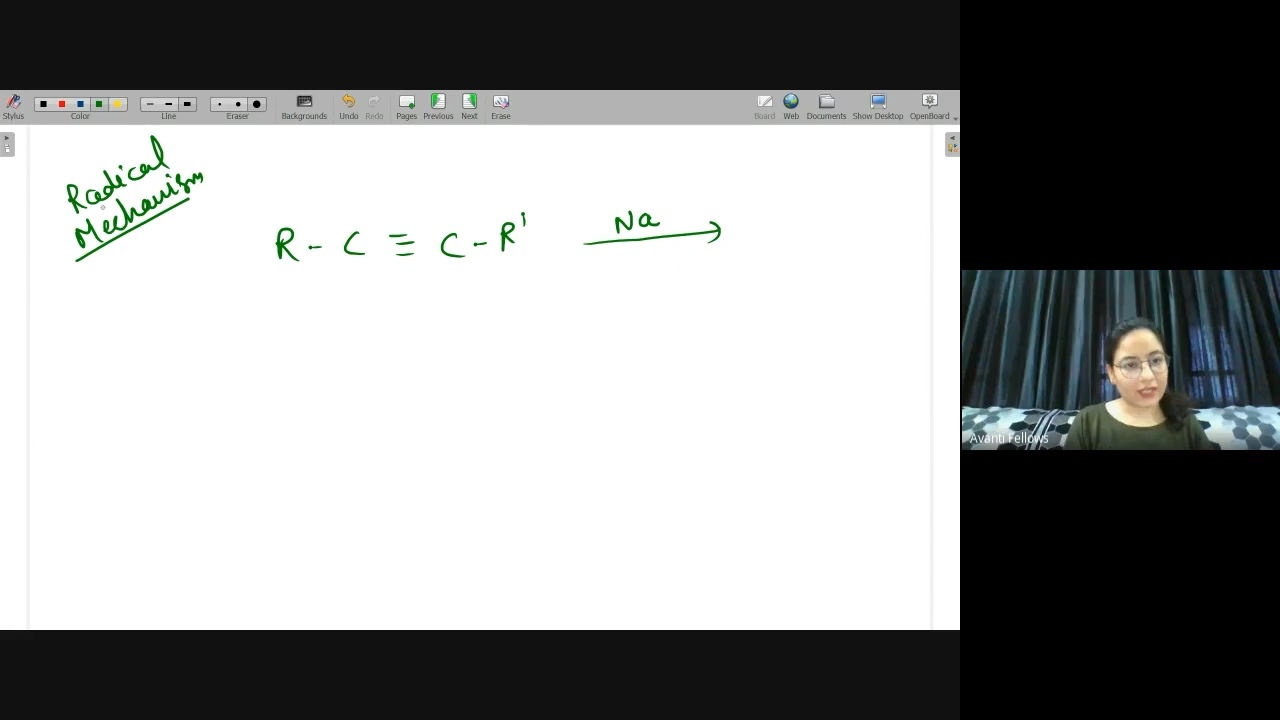 Stylus
Color
Line
Eraser
Backgrounds
Undo
Redo
Pages
Previous
Next
Erase
Board
Web
Documents
Show Desktop
OpenBoard
Radical
Mechanism
R - C ≡ C - R' Na →
Avanti Fellows